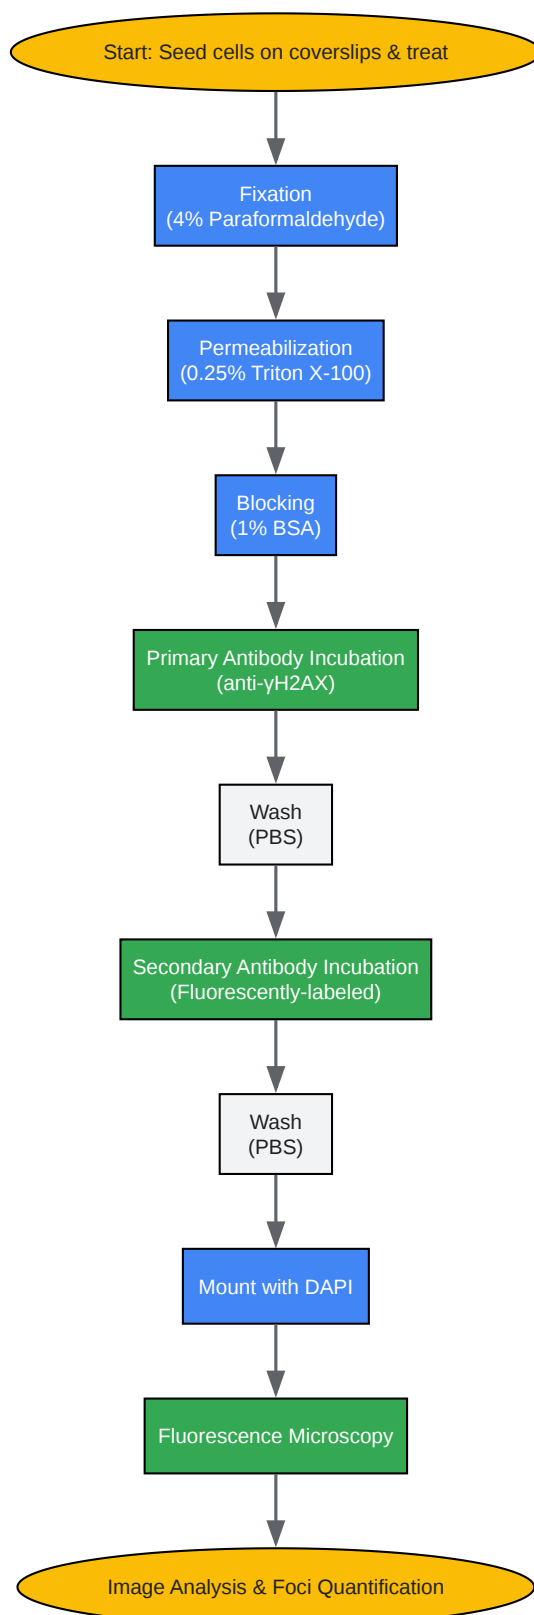 Start: Seed cells on coverslips & treat
Fixation
(4% Paraformaldehyde)
Permeabilization
(0.25% Triton X-100)
Blocking
(1% BSA)
Primary Antibody Incubation
(anti-γH2AX)
Wash
(PBS)
Secondary Antibody Incubation
(Fluorescently-labeled)
Wash
(PBS)
Mount with DAPI
Fluorescence Microscopy
Image Analysis & Foci Quantification